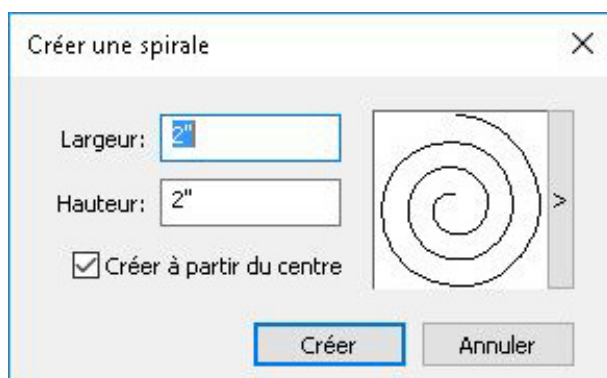 Créer une spirale
Largeur: 2"
Hauteur: 2"
Créer à partir du centre
>
Créer Annuler